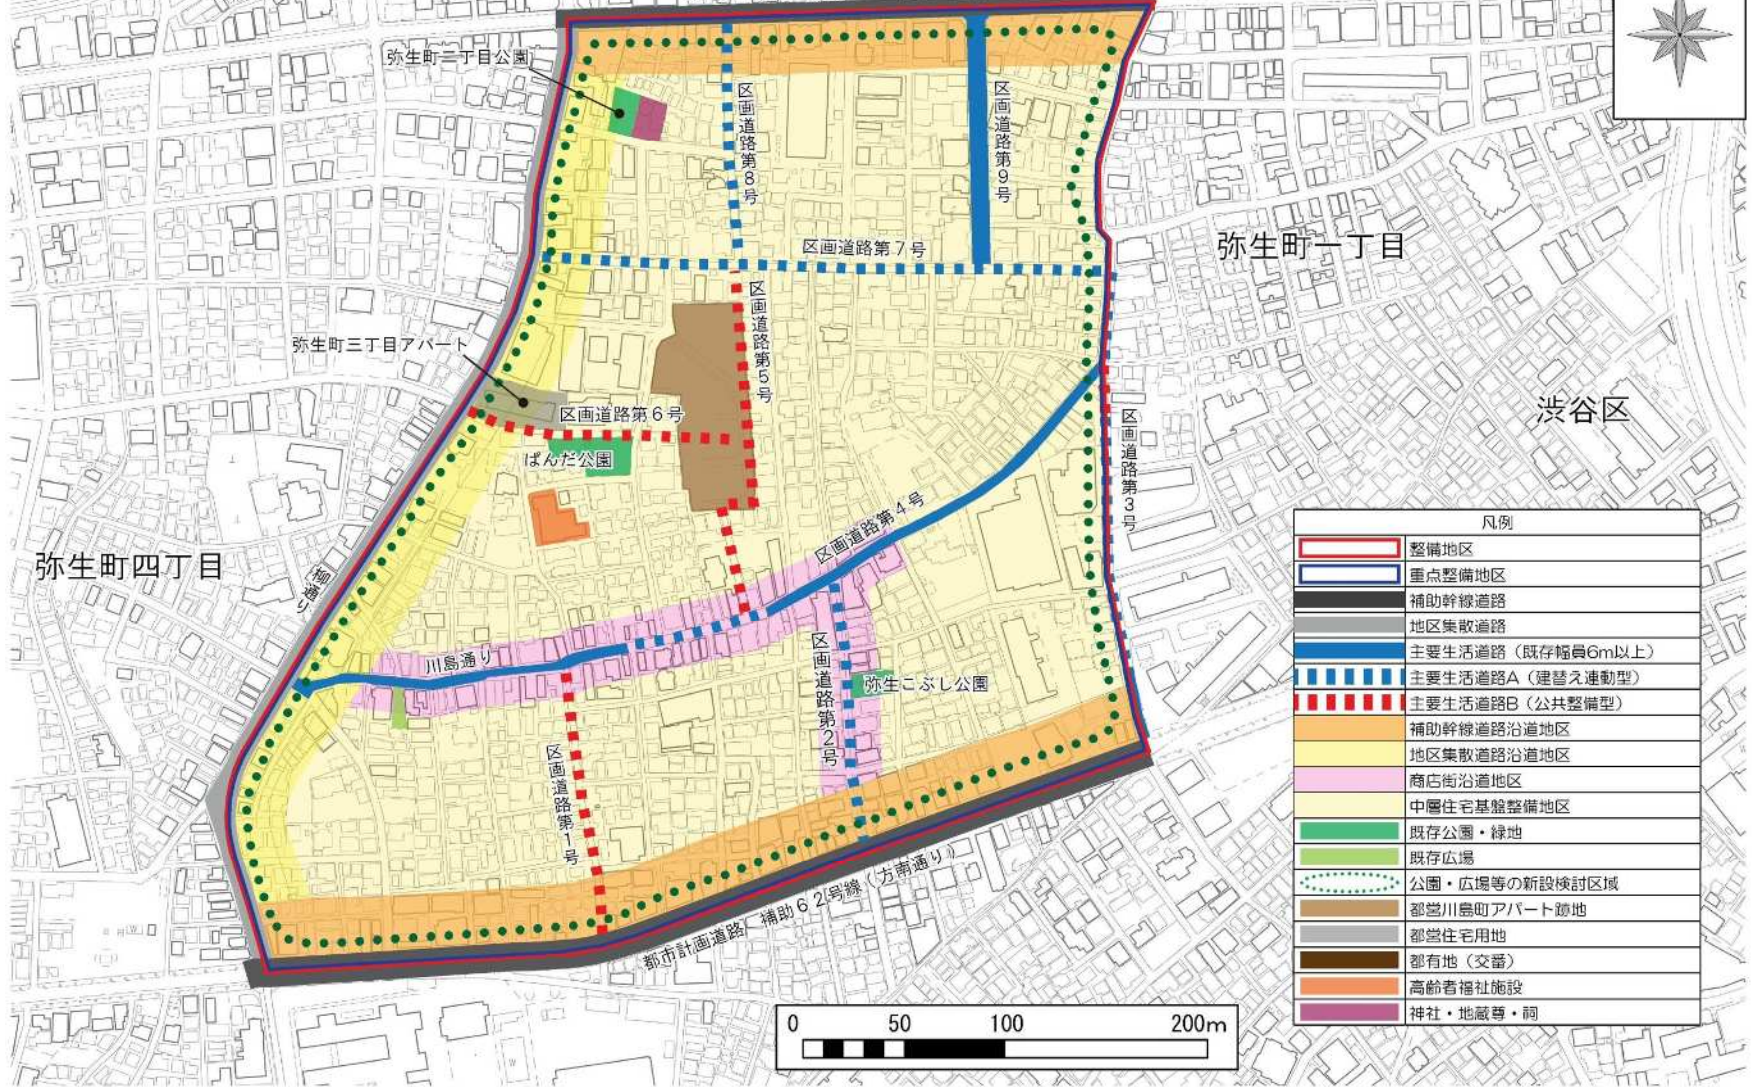 弥生町三丁目公園
区画道路第8号
区画道路第9号
区画道路第7号
弥生町一丁目
区画道路第5号
弥生町三丁目アパート
区画道路第6号
渋谷区
区画道路第3号
ぱんだ公園
区画道路第4号
弥生町四丁目
柳通り
川島通り
区画道路第2号
弥生こぶし公園
区画道路第1号
都市計画道路 補助62号線（方南通り）
凡例
整備地区
重点整備地区
補助幹線道路
地区集散道路
主要生活道路（既存幅員6m以上）
主要生活道路A（建替え連動型）
主要生活道路B（公共整備型）
補助幹線道路沿道地区
地区集散道路沿道地区
商店街沿道地区
中層住宅基盤整備地区
既存公園・緑地
既存広場
公園・広場等の新設検討区域
都営川島町アパート跡地
都営住宅用地
都有地（交番）
高齢者福祉施設
神社・地蔵尊・祠
0 50 100 200m